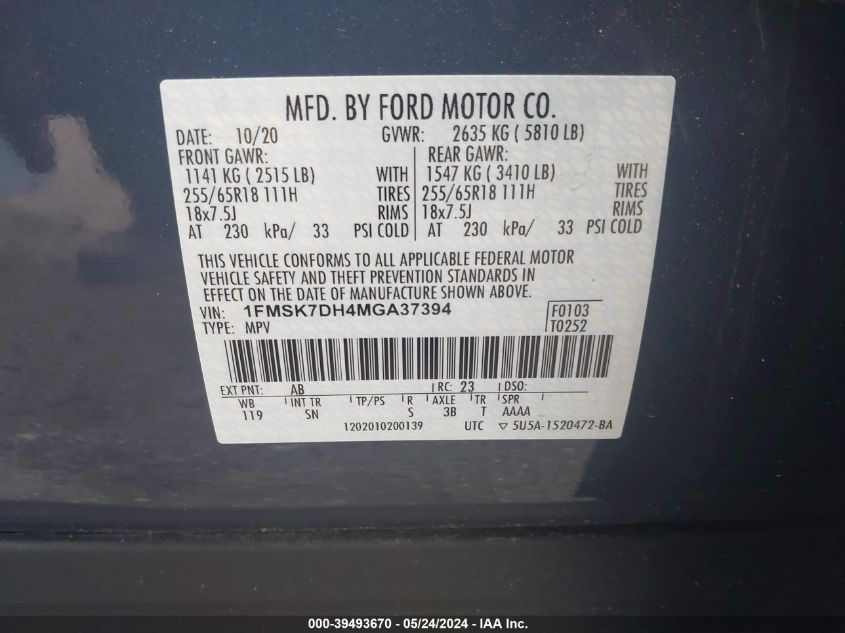 MFD. BY FORD MOTOR CO.
DATE: 10/20 GVWR: 2635 KG ( 5810 LB)
FRONT GAWR: REAR GAWR:
1141 KG ( 2515 LB) WITH 1547 KG ( 3410 LB) WITH
255/65R18 111H TIRES 255/65R18 111H TIRES
18x7.5J RIMS 18x7.5J RIMS
AT 230 kPa/ 33 PSI COLD AT 230 kPa/ 33 PSI COLD
THIS VEHICLE CONFORMS TO ALL APPLICABLE FEDERAL MOTOR
VEHICLE SAFETY AND THEFT PREVENTION STANDARDS IN
EFFECT ON THE DATE OF MANUFACTURE SHOWN ABOVE.
VIN: 1FMSK7DH4MGA37394 F0103
TYPE: MPV T0252
EXT PNT: AB RC: 23 DSO:
WB INT TR TP/PS R AXLE TR SPR
119 SN S 3B T AAAA
1202010200139 UTC ▽ 5U5A-1520472-BA
000-39493670 / 05/24/2024 - IAA Inc.